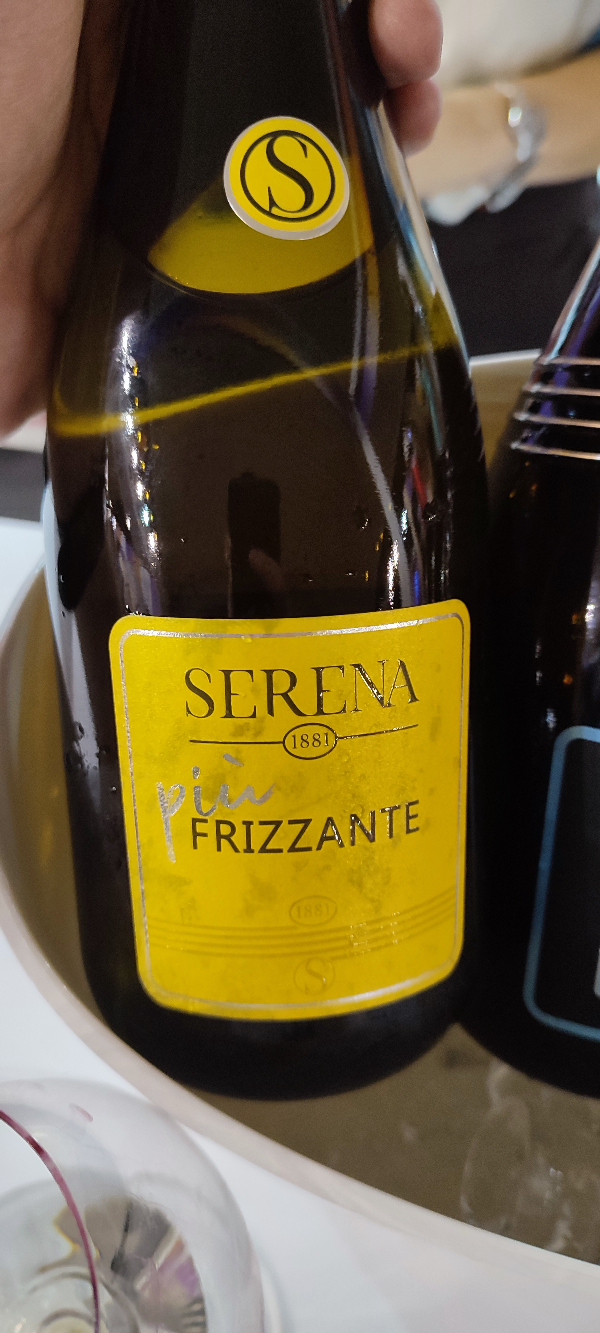 S
SERENA
1881
più
FRIZZANTE
1881
S